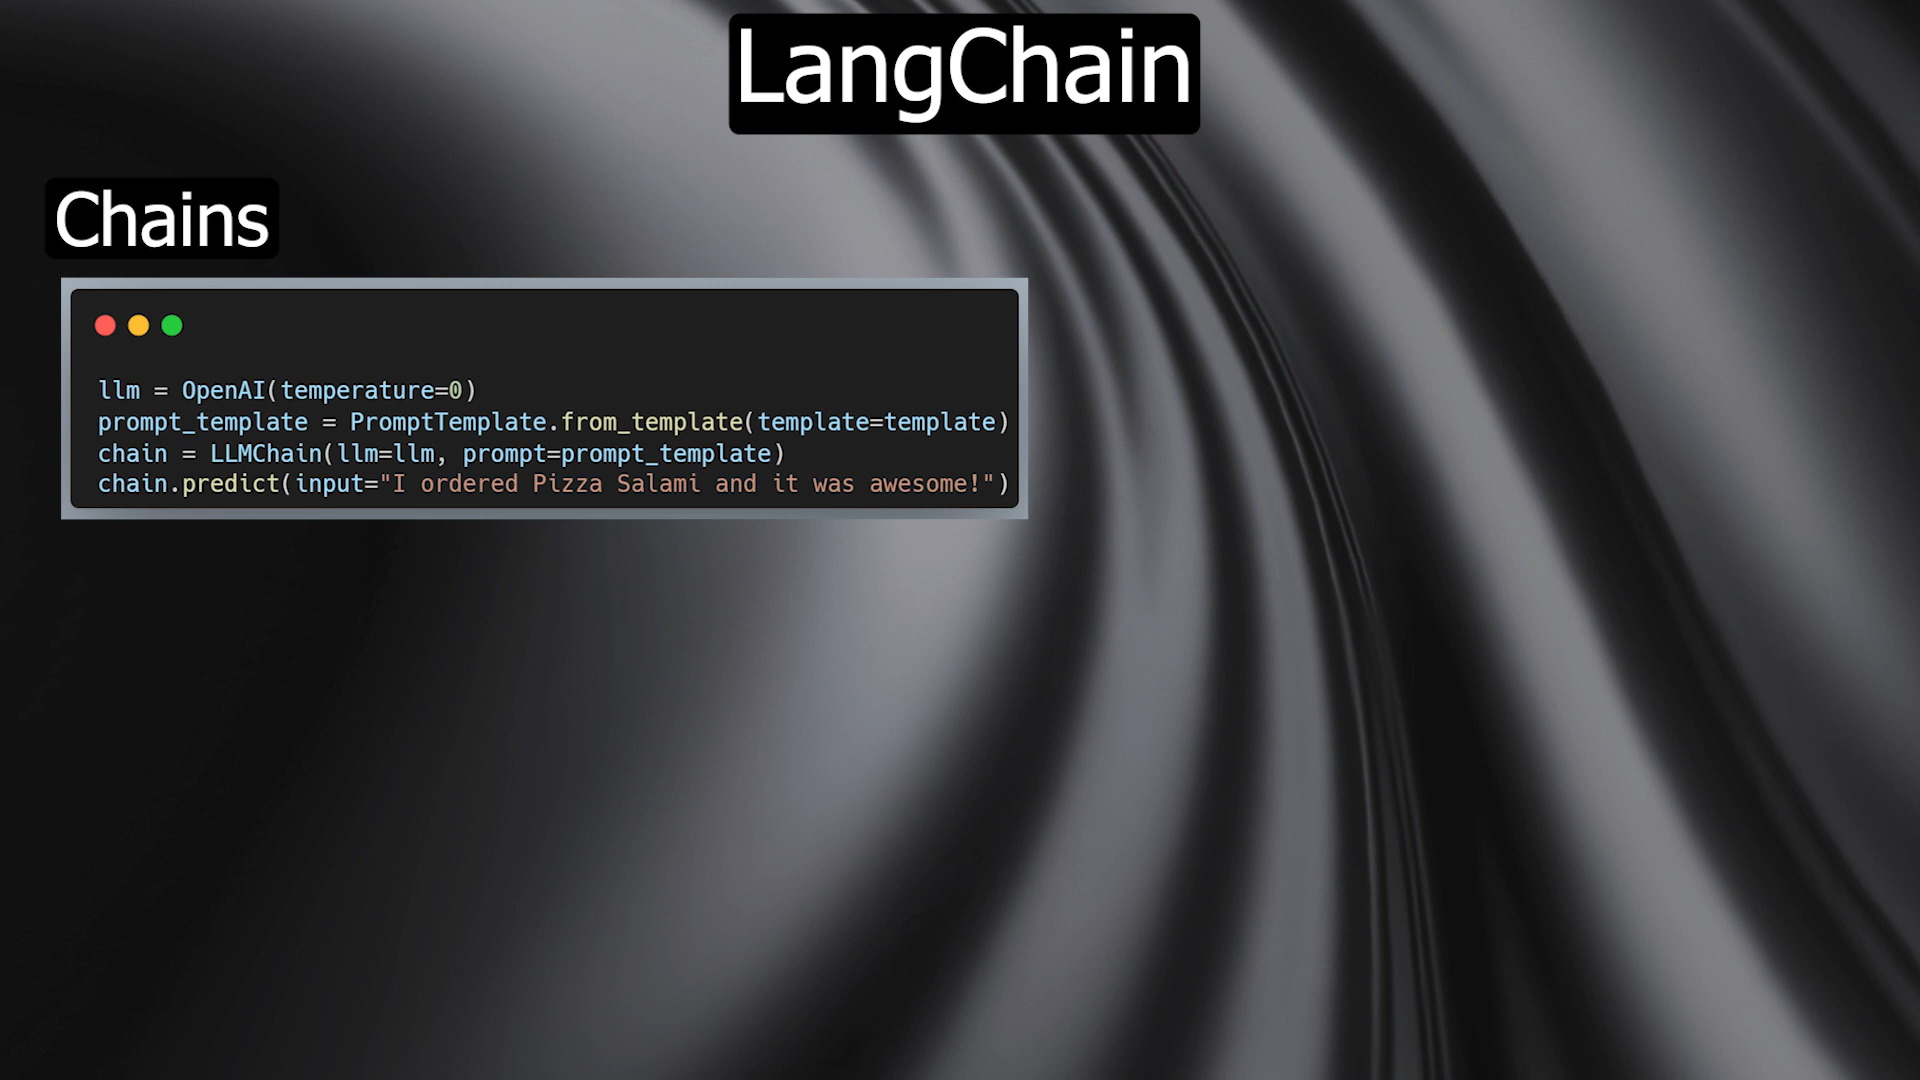 LangChain
Chains
llm = OpenAI(temperature=0)
prompt_template = PromptTemplate.from_template(template=template)
chain = LLMChain(llm=llm, prompt=prompt_template)
chain.predict(input="I ordered Pizza Salami and it was awesome!")